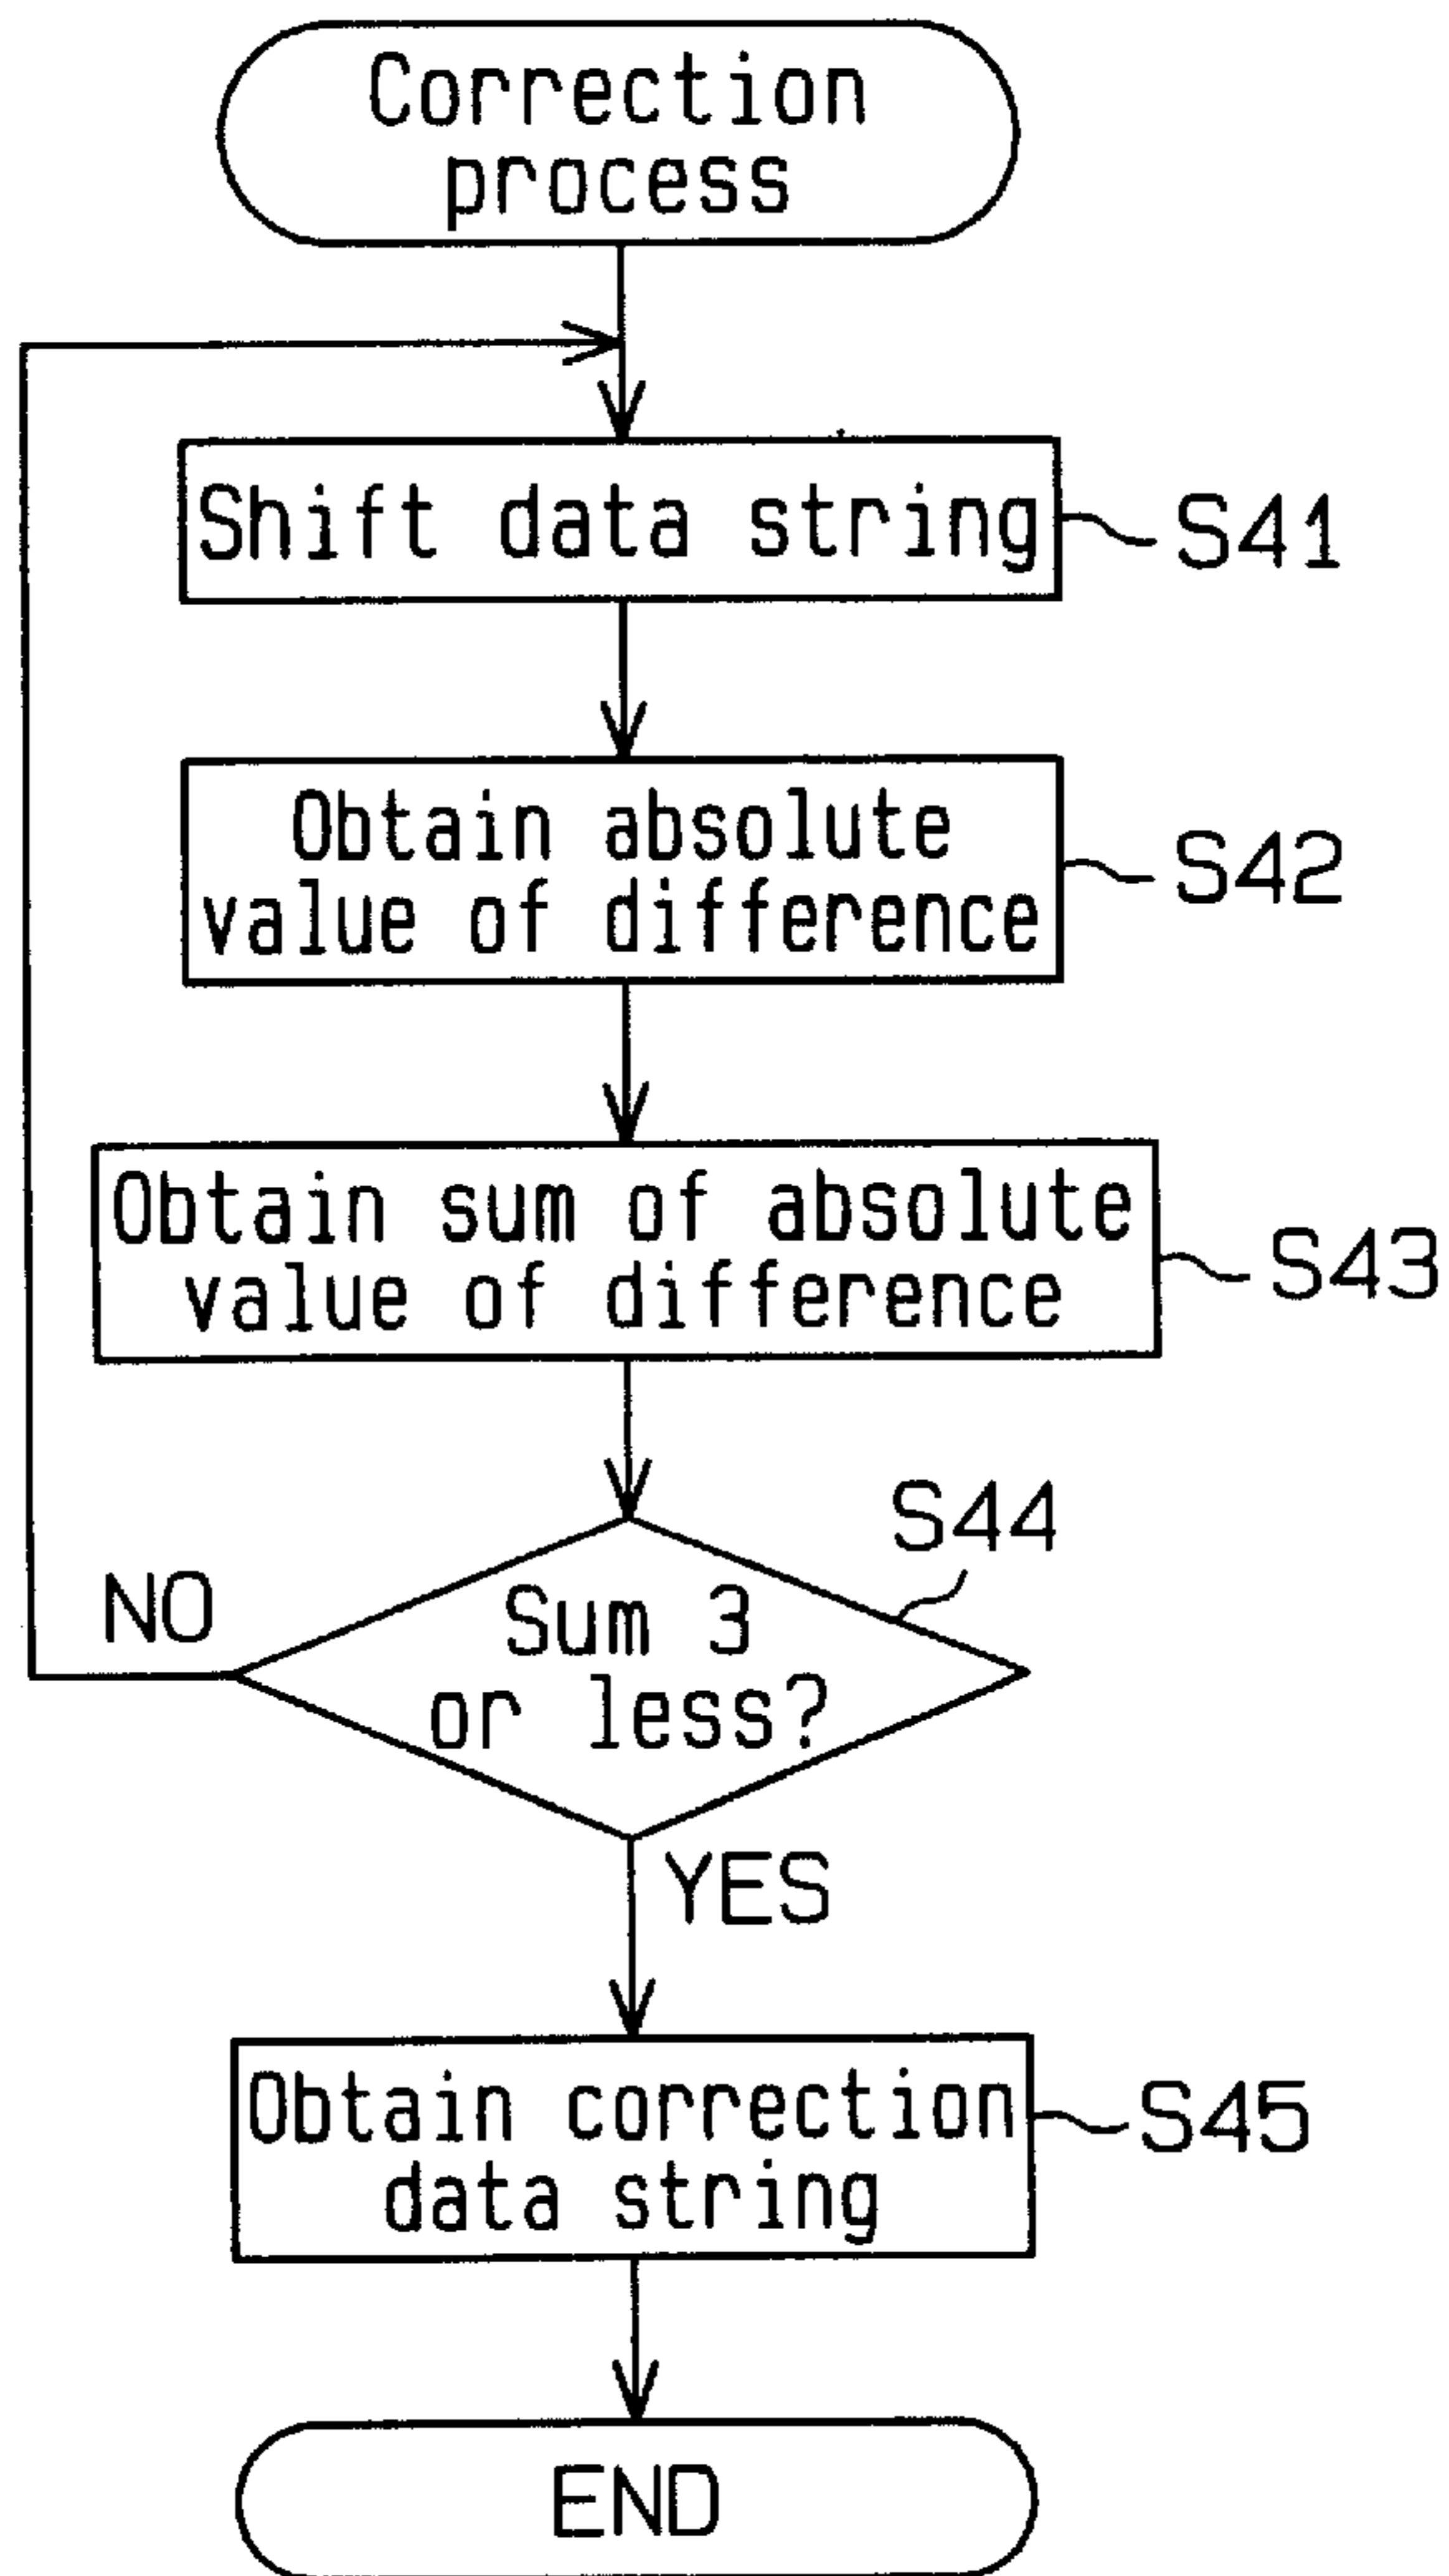 Correction
process
Shift data string
S41
Obtain absolute
value of difference
S42
Obtain sum of absolute
value of difference
S43
S44
NO
Sum 3
or less?
YES
Obtain correction
data string
S45
END